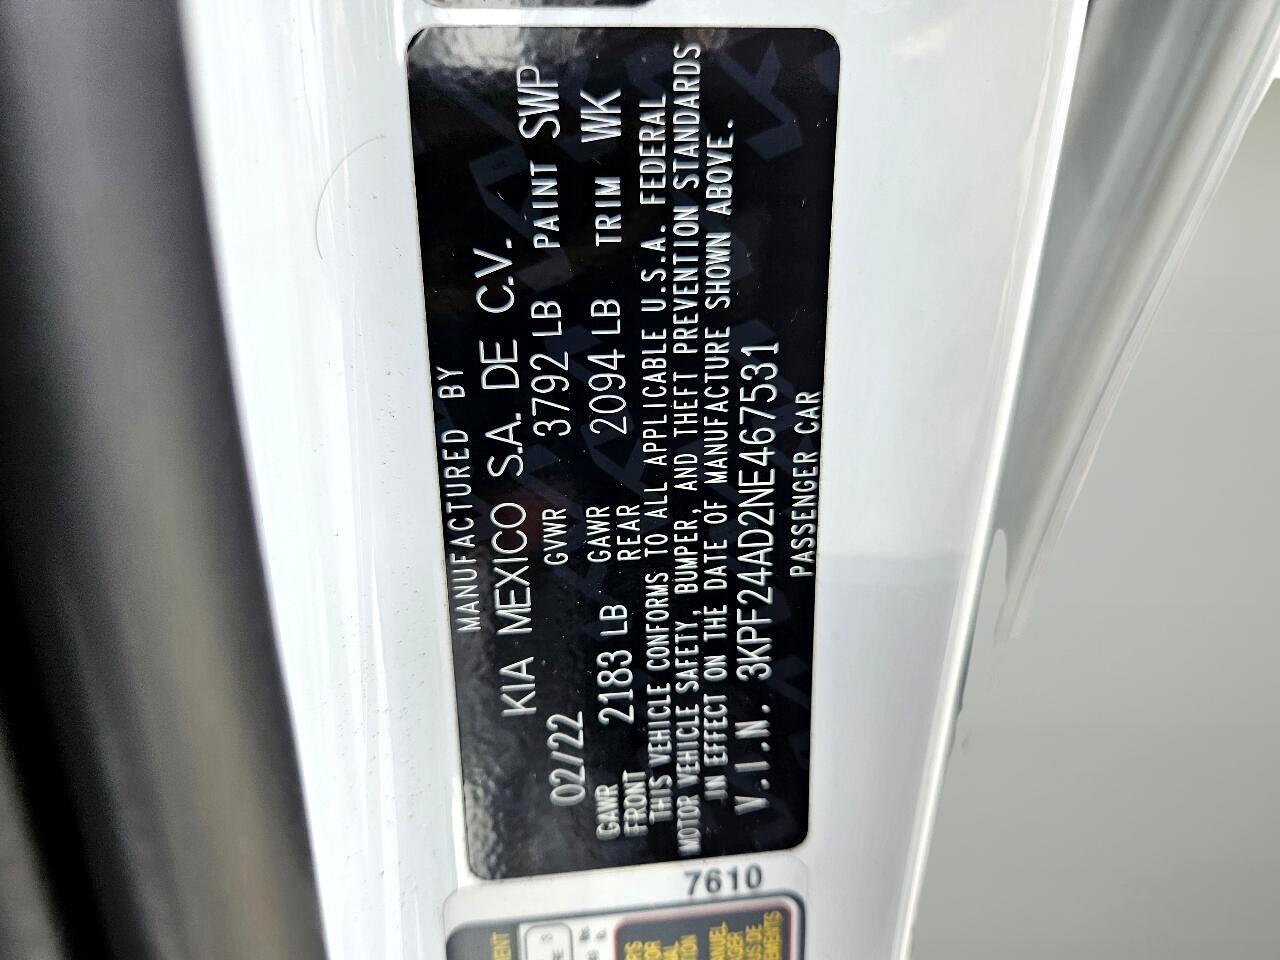 MANUFACTURED BY
KIA MEXICO S.A. DE C.V.
02/22 GVWR 3792 LB PAINT SWP
GAWR FRONT 2183 LB GAWR REAR 2094 LB TRIM WK
THIS VEHICLE CONFORMS TO ALL APPLICABLE U.S.A. FEDERAL
MOTOR VEHICLE SAFETY, BUMPER, AND THEFT PREVENTION STANDARDS
IN EFFECT ON THE DATE OF MANUFACTURE SHOWN ABOVE.
V.I.N. 3KPF24AD2NE467531
PASSENGER CAR
7610